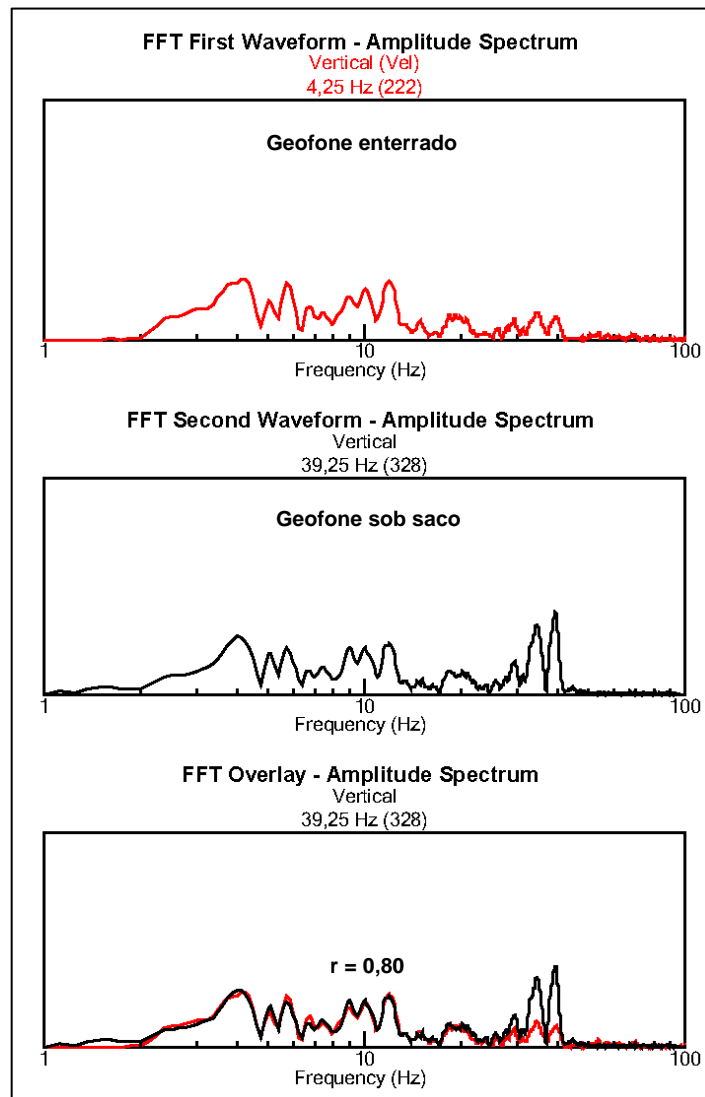 FFT First Waveform - Amplitude Spectrum
Vertical (Vel)
4,25 Hz (222)
Geofone enterrado
1 10 100
Frequency (Hz)
FFT Second Waveform - Amplitude Spectrum
Vertical
39,25 Hz (328)
Geofone sob saco
1 10 100
Frequency (Hz)
FFT Overlay - Amplitude Spectrum
Vertical
39,25 Hz (328)
r = 0,80
1 10 100
Frequency (Hz)